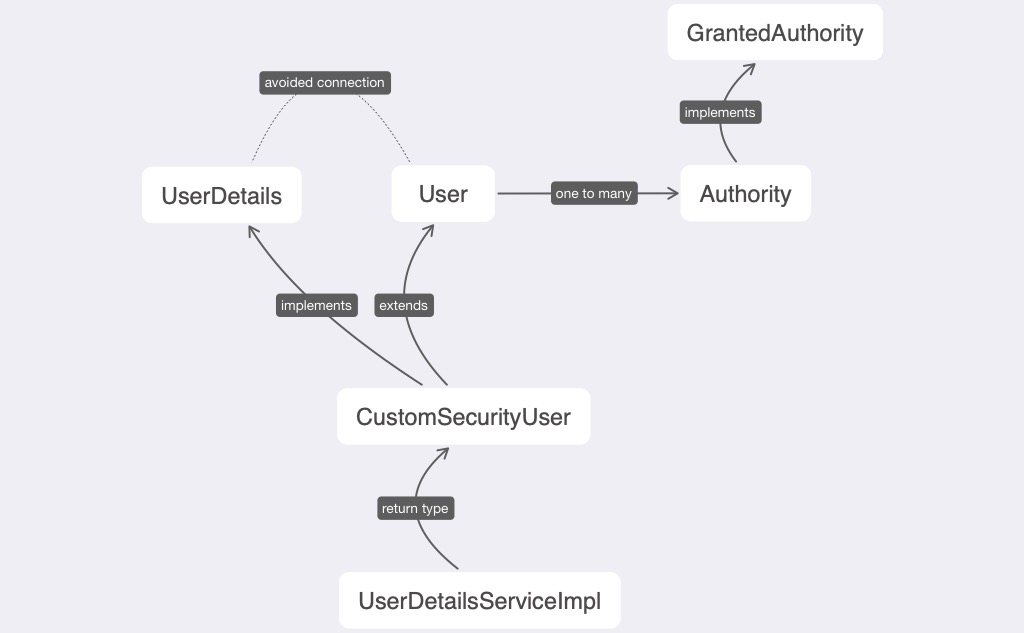 GrantedAuthority
avoided connection
implements
UserDetails
User
one to many
Authority
implements
extends
CustomSecurityUser
return type
UserDetailsServiceImpl